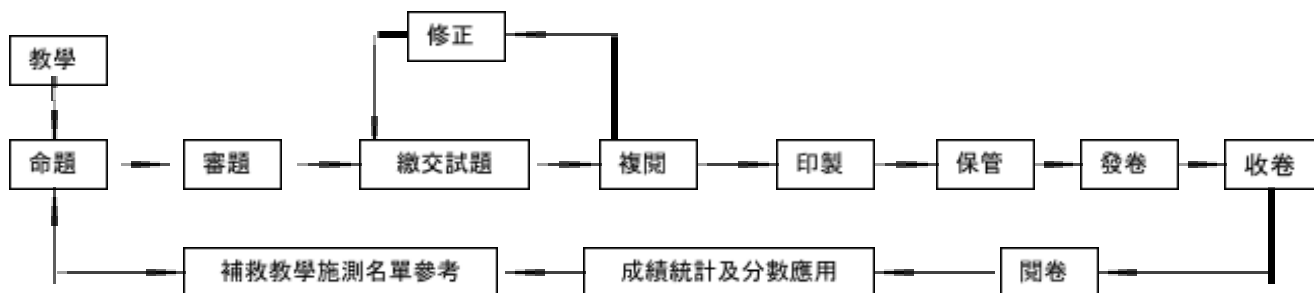 修正
教學
命題
審題
繳交試題
複閱
印製
保管
發卷
收卷
補救教學施測名單參考
成績統計及分數應用
閱卷